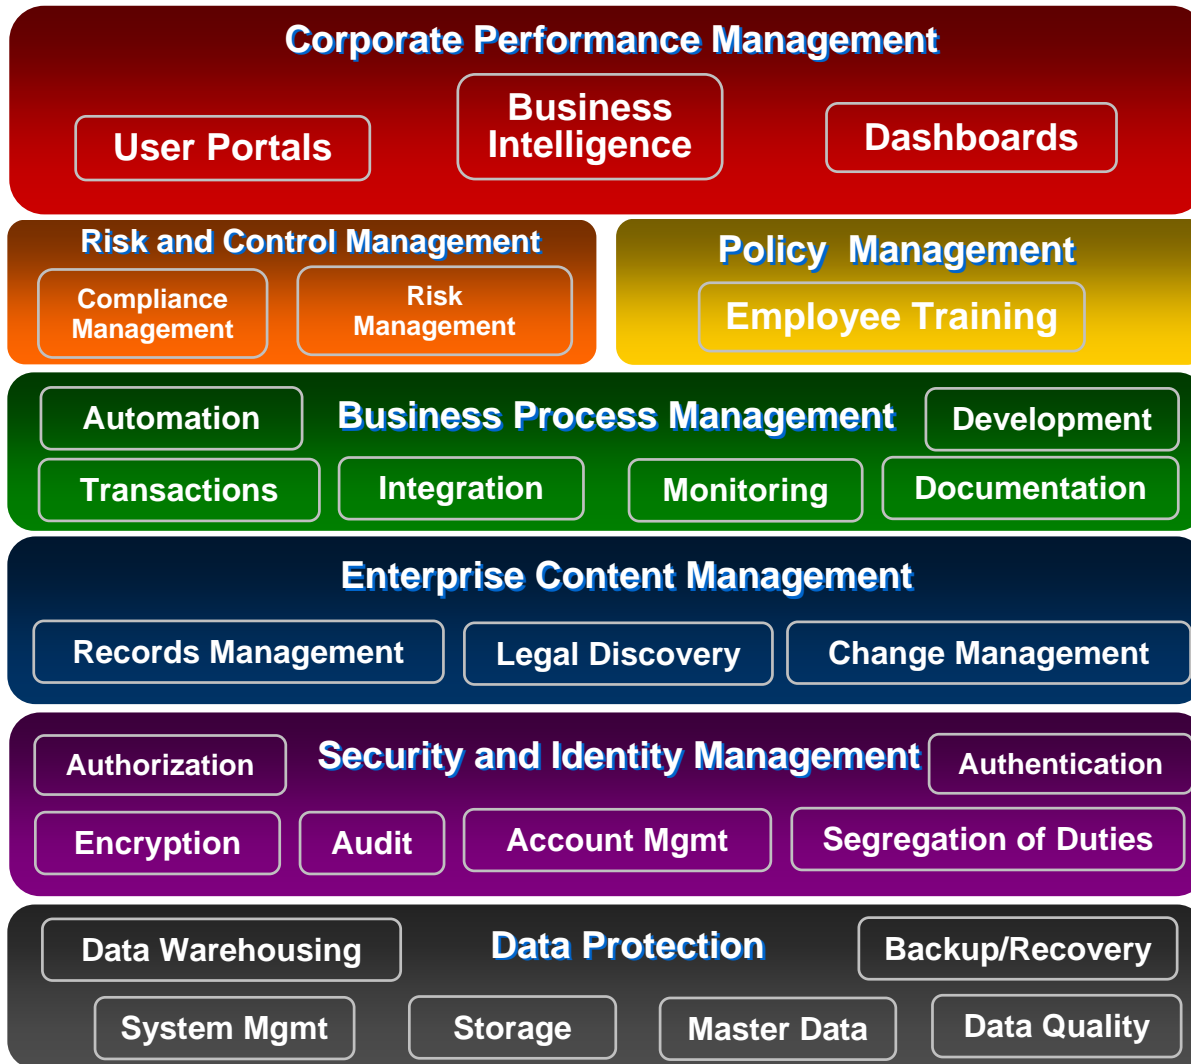 Corporate Performance Management
User Portals
Business
Intelligence
Dashboards
Risk and Control Management
Compliance
Management
Risk
Management
Policy  Management
Employee Training
Automation
Business Process Management
Development
Transactions
Integration
Monitoring
Documentation
Enterprise Content Management
Records Management
Legal Discovery
Change Management
Authorization
Security and Identity Management
Authentication
Encryption
Audit
Account Mgmt
Segregation of Duties
Data Warehousing
Data Protection
Backup/Recovery
System Mgmt
Storage
Master Data
Data Quality